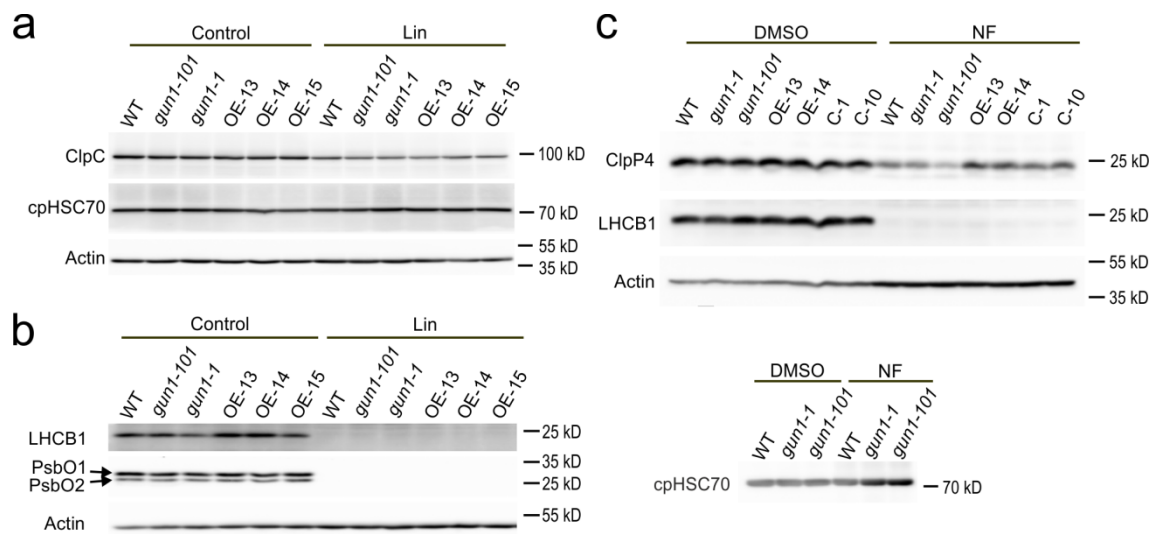 a
Control Lin
WT gun1-101 gun1-1 OE-13 OE-14 OE-15 WT gun1-101 gun1-1 OE-13 OE-14 OE-15
ClpC 100 kD
cpHSC70 70 kD
Actin 55 kD
35 kD
b
Control Lin
WT gun1-101 gun1-1 OE-13 OE-14 OE-15 WT gun1-101 gun1-1 OE-13 OE-14 OE-15
LHCB1 25 kD
PsbO1 35 kD
PsbO2 25 kD
Actin 55 kD
c
DMSO NF
WT gun1-1 gun1-101 OE-13 OE-14 C-1 C-10 WT gun1-1 gun1-101 OE-13 OE-14 C-1 C-10
ClpP4 25 kD
LHCB1 25 kD
Actin 55 kD
35 kD
DMSO NF
WT gun1-1 gun1-101 WT gun1-1 gun1-101
cpHSC70 70 kD